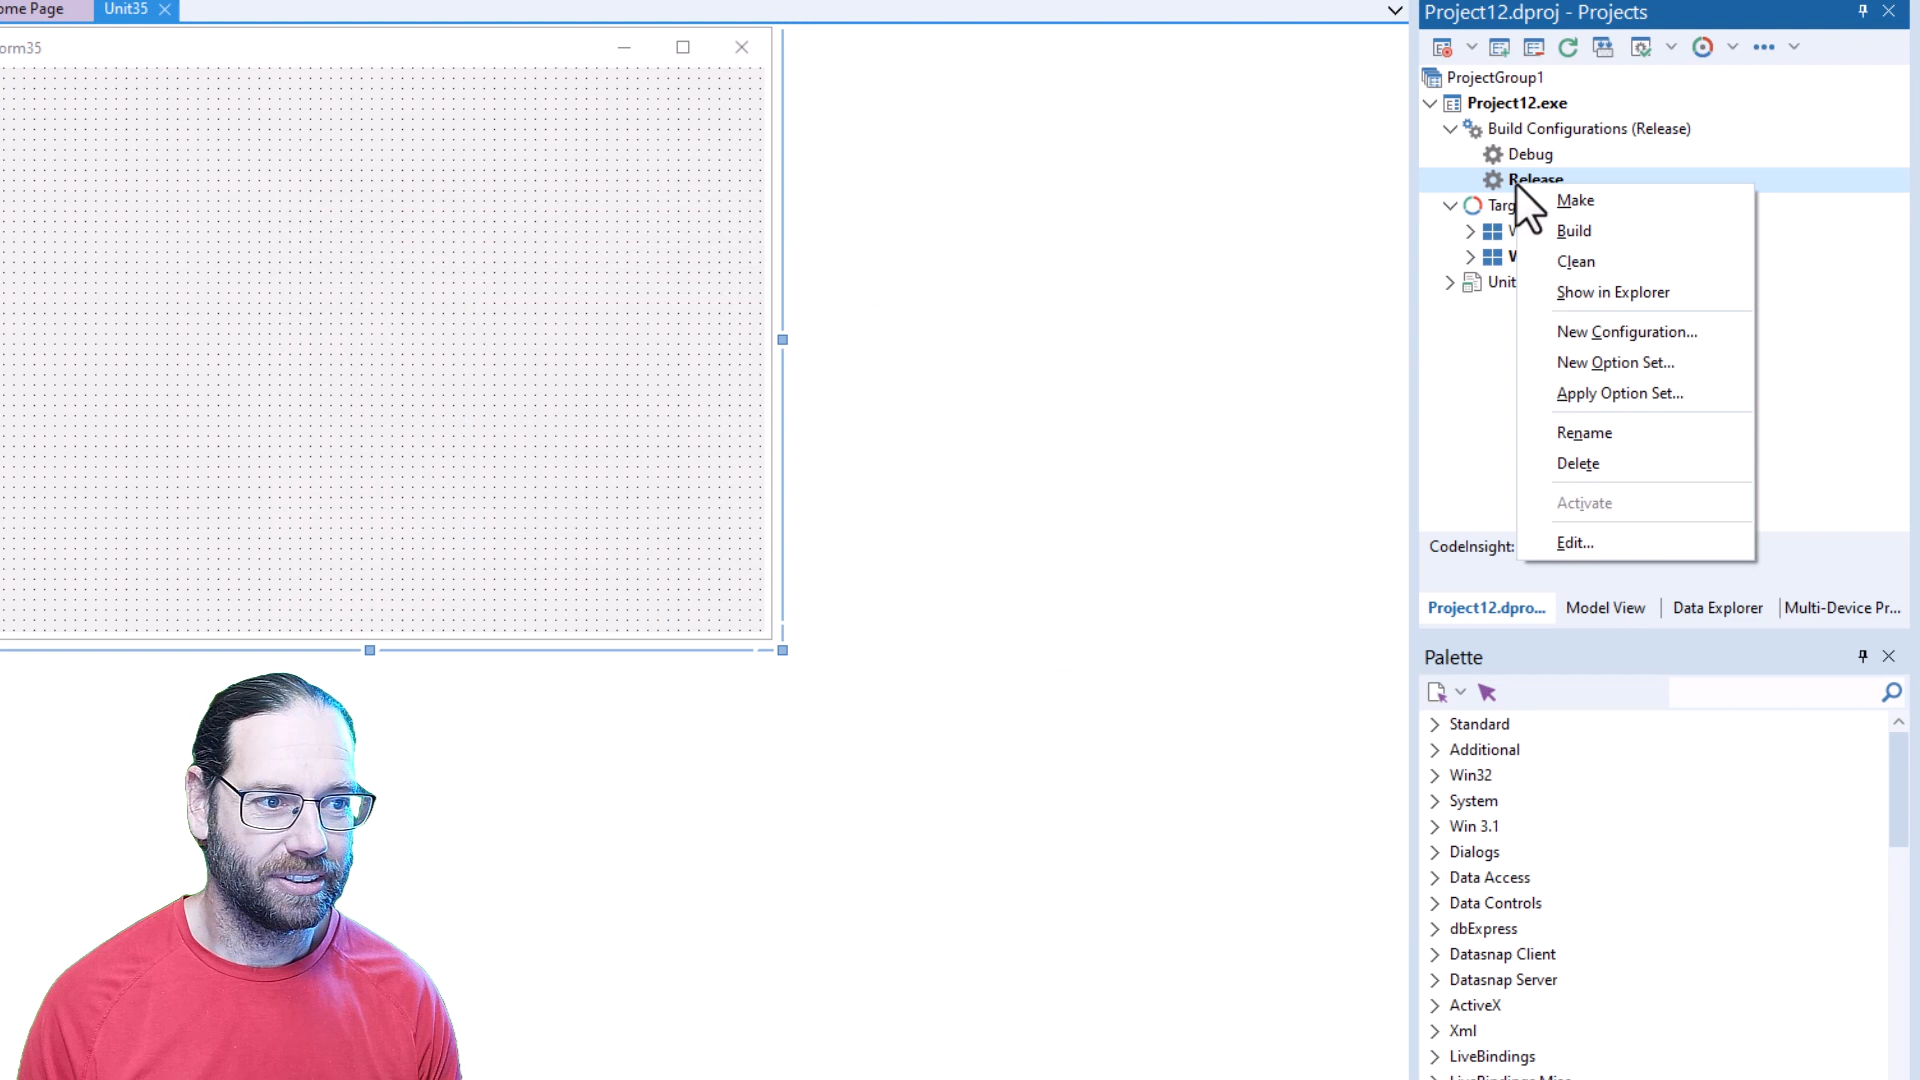 ome Page
Unit35
orm35
Project12.dproj - Projects
ProjectGroup1
Project12.exe
Build Configurations (Release)
Debug
Release
Targ
Unit
Make
Build
Clean
Show in Explorer
New Configuration...
New Option Set...
Apply Option Set...
Rename
Delete
Activate
Edit...
CodeInsight:
Project12.dpro...
Model View
Data Explorer
Multi-Device Pr...
Palette
Standard
Additional
Win32
System
Win 3.1
Dialogs
Data Access
Data Controls
dbExpress
Datasnap Client
Datasnap Server
ActiveX
Xml
LiveBindings